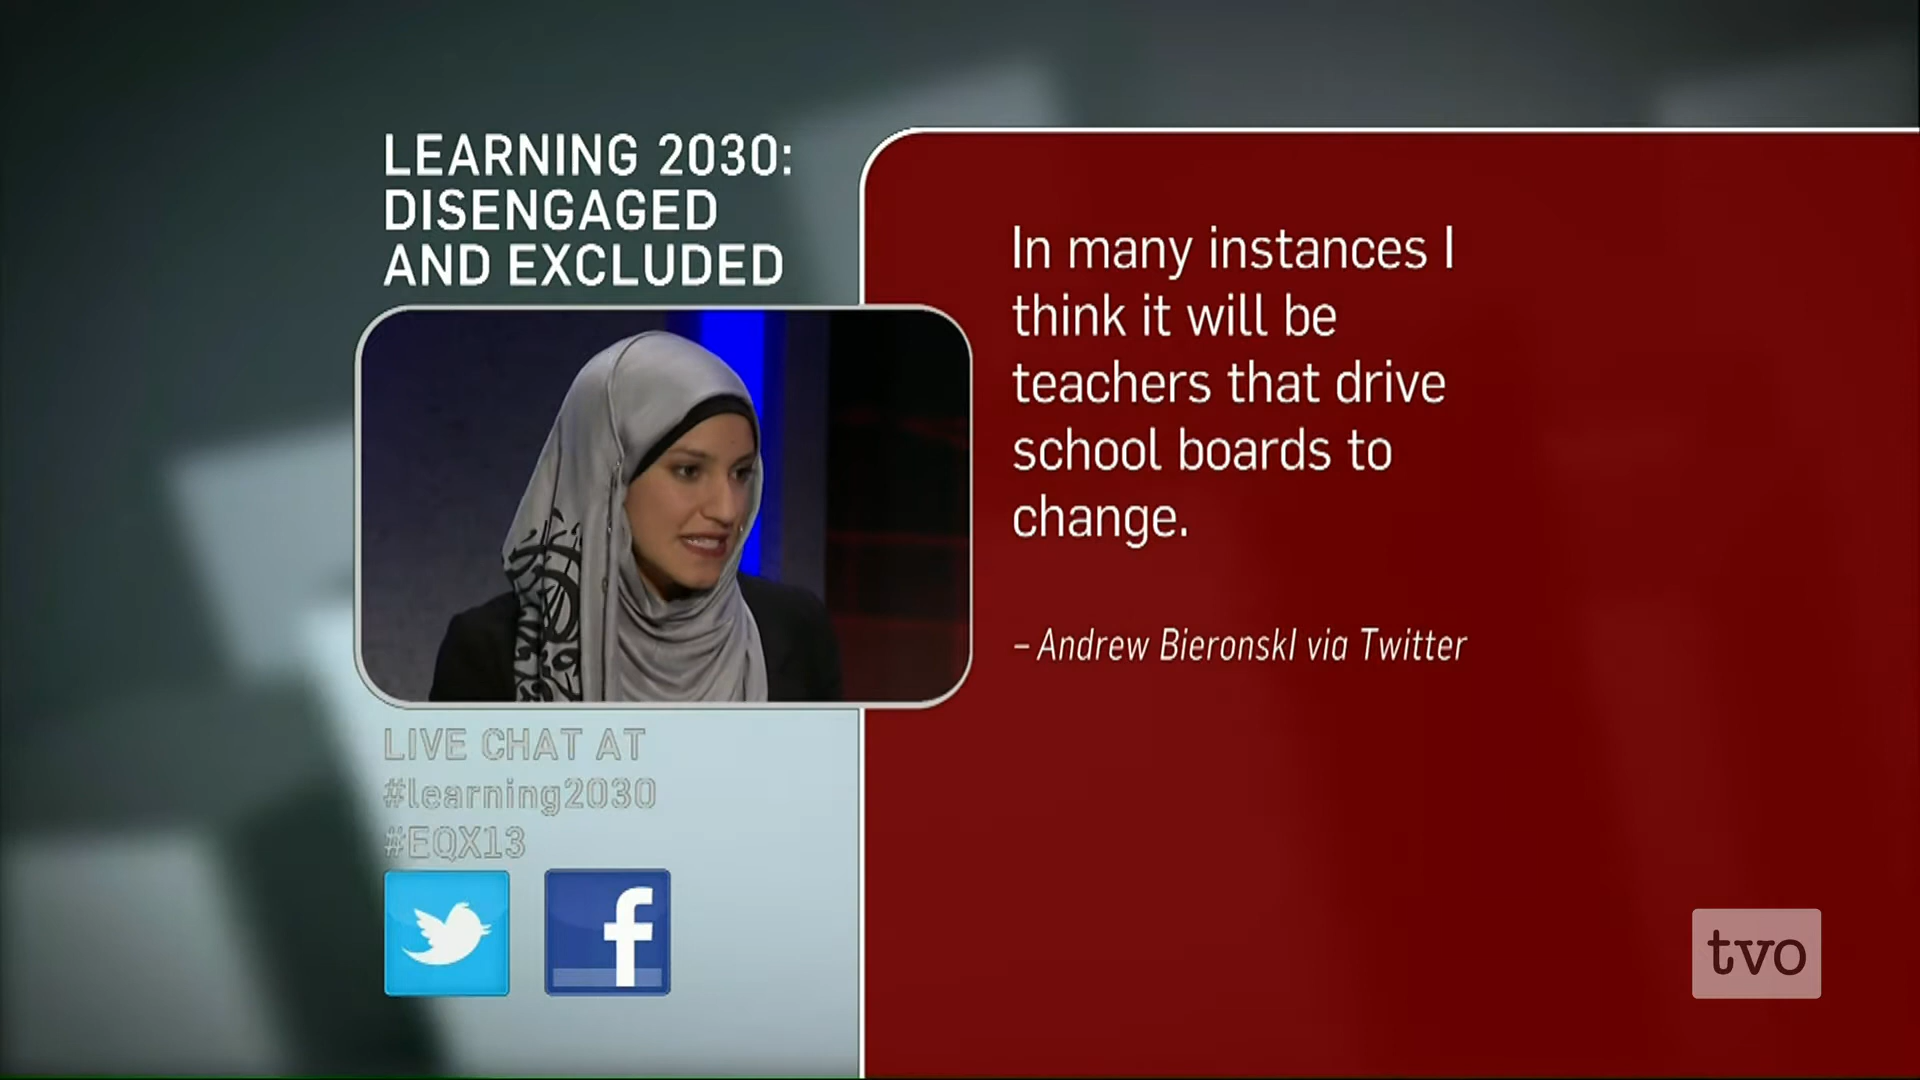 LEARNING 2030:
DISENGAGED
AND EXCLUDED
In many instances I
think it will be
teachers that drive
school boards to
change.
– Andrew BieronskI via Twitter
LIVE CHAT AT
#learning2030
#EQX13
f
tvo